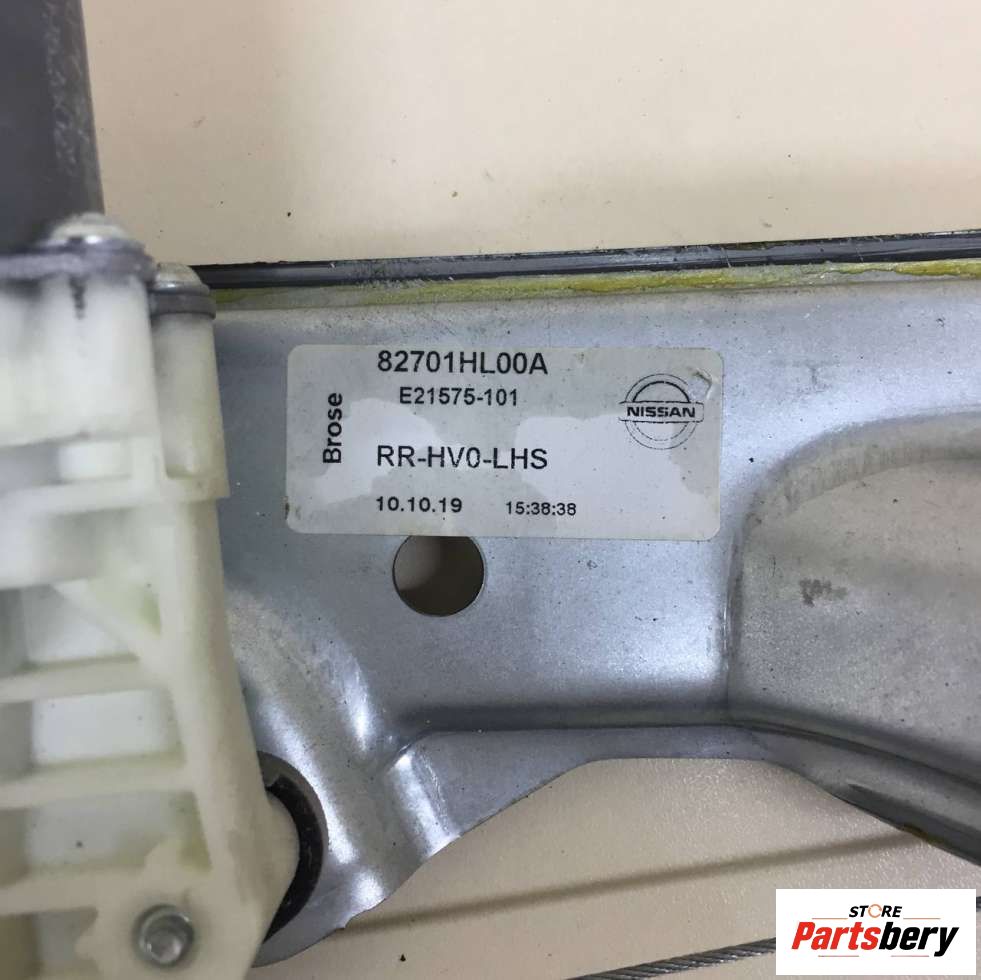 82701HL00A
E21575-101
Brose
NISSAN
RR-HV0-LHS
10.10.19 15:38:38
STORE
Partsbery